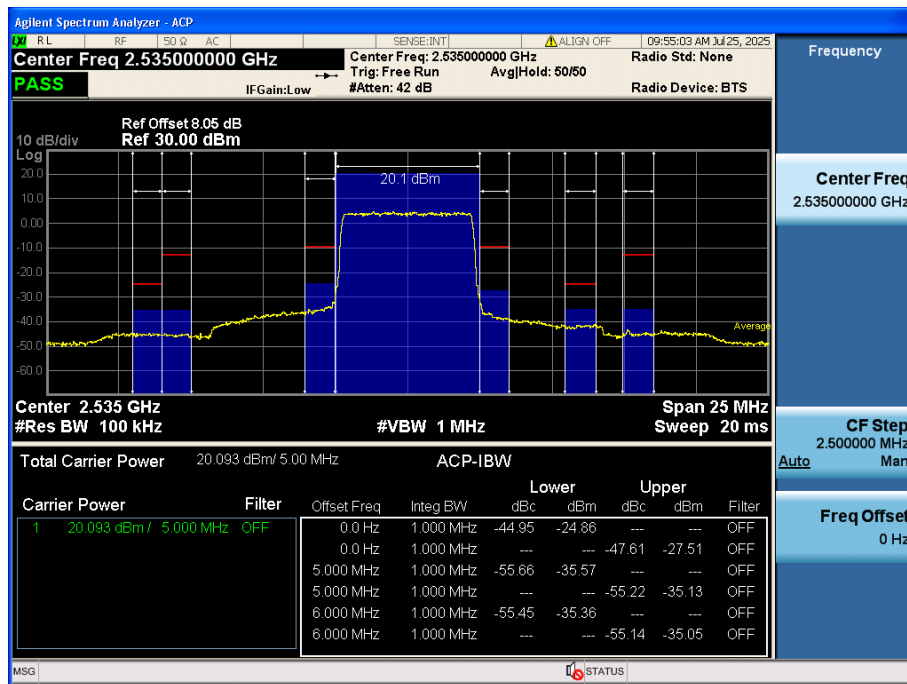 Agilent Spectrum Analyzer - ACP
LXI RL RF 50 Ω AC SENSE:INT ALIGN OFF 09:55:03 AM Jul 25, 2025
Center Freq 2.535000000 GHz
Center Freq: 2.535000000 GHz
Radio Std: None
Trig: Free Run Avg|Hold: 50/50
PASS
IFGain:Low
#Atten: 42 dB
Radio Device: BTS
Ref Offset 8.05 dB
10 dB/div Ref 30.00 dBm
Log
20.0
10.0
0.00
-10.0
-20.0
-30.0
-40.0
-50.0
-60.0
20.1 dBm
Average
Center 2.535 GHz
Span 25 MHz
#Res BW 100 kHz
#VBW 1 MHz
Sweep 20 ms
Total Carrier Power 20.093 dBm/ 5.00 MHz
ACP-IBW
Lower Upper
Carrier Power Filter
Offset Freq Integ BW dBc dBm dBc dBm Filter
1 20.093 dBm / 5.000 MHz OFF
0.0 Hz 1.000 MHz -44.95 -24.86 --- --- OFF
0.0 Hz 1.000 MHz --- --- -47.61 -27.51 OFF
5.000 MHz 1.000 MHz -55.66 -35.57 --- --- OFF
5.000 MHz 1.000 MHz --- --- -55.22 -35.13 OFF
6.000 MHz 1.000 MHz -55.45 -35.36 --- --- OFF
6.000 MHz 1.000 MHz --- --- -55.14 -35.05 OFF
MSG
STATUS
Frequency
Center Freq
2.535000000 GHz
CF Step
2.500000 MHz
Auto Man
Freq Offset
0 Hz